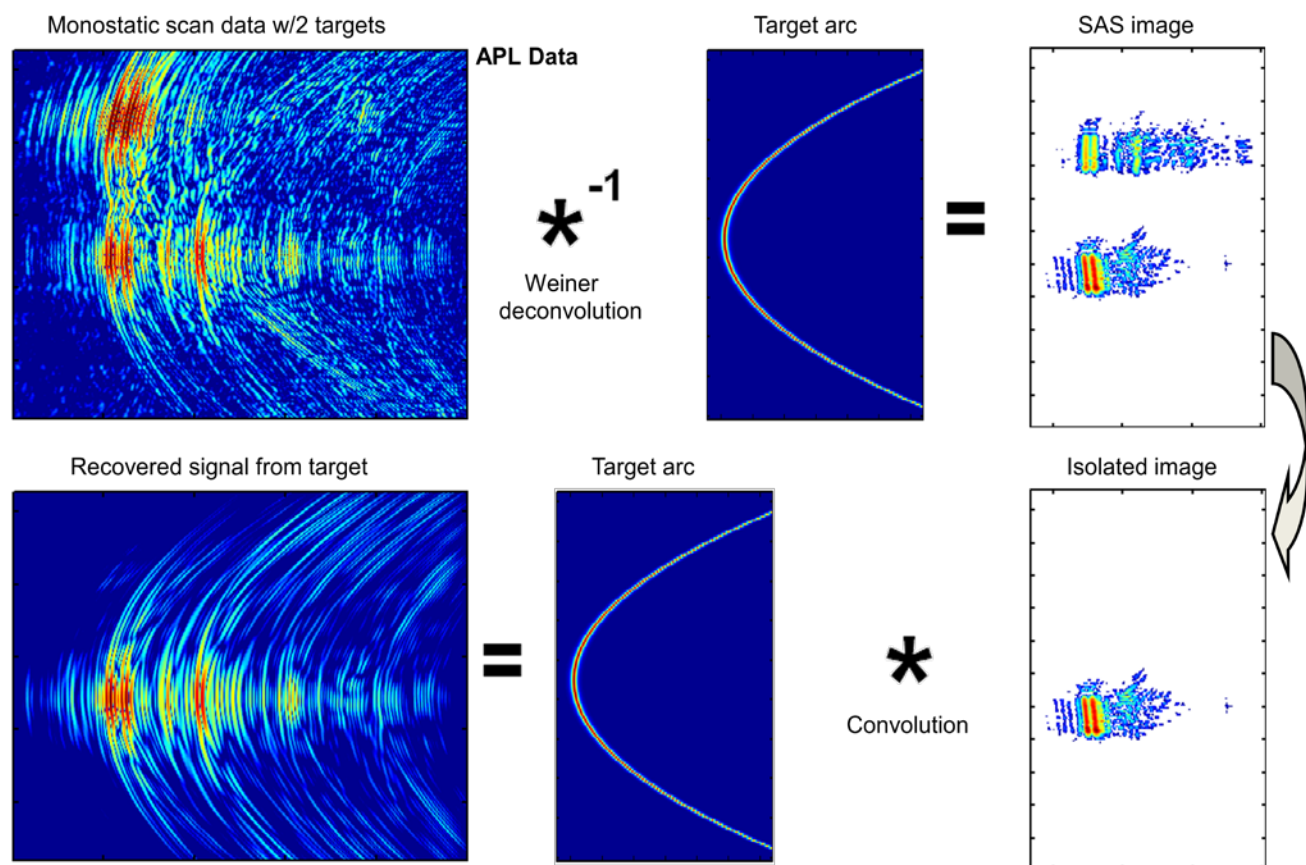 Monostatic scan data w/2 targets
APL Data
Target arc
SAS image
*-1
Weiner
deconvolution
=
Recovered signal from target
Target arc
Isolated image
=
*
Convolution